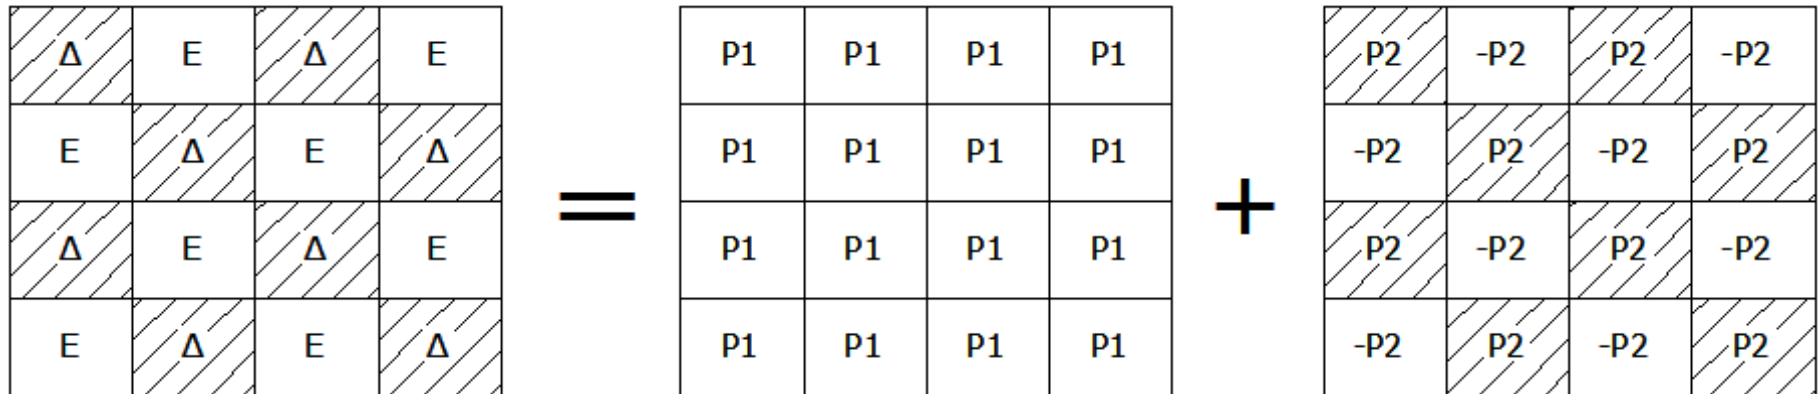 Δ E Δ E P1 P1 P1 P1 P2 -P2 P2 -P2
E Δ E Δ P1 P1 P1 P1 -P2 P2 -P2 P2
= +
Δ E Δ E P1 P1 P1 P1 P2 -P2 P2 -P2
E Δ E Δ P1 P1 P1 P1 -P2 P2 -P2 P2